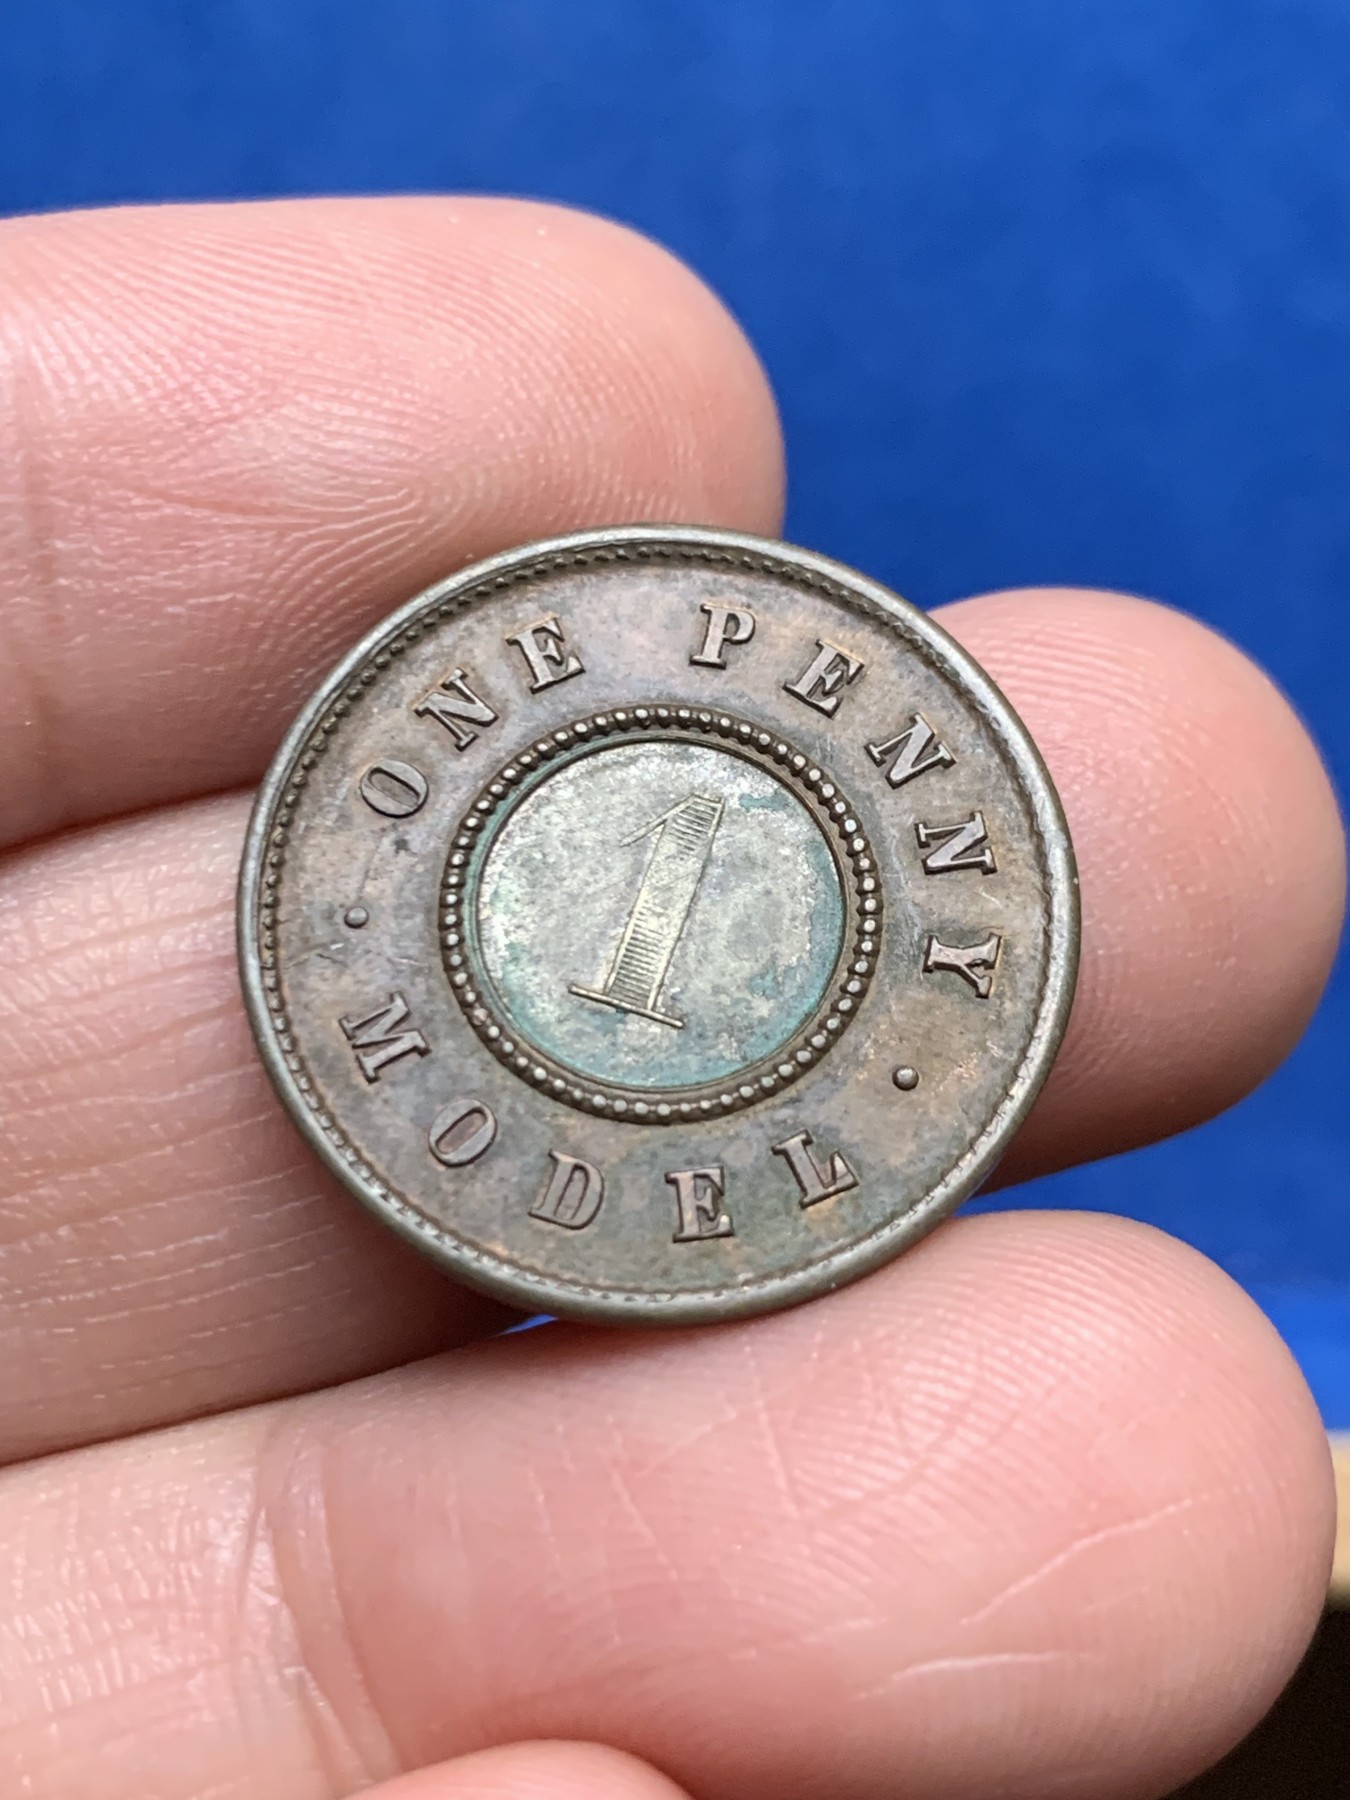 · ONE PENNY ·
MODEL
1